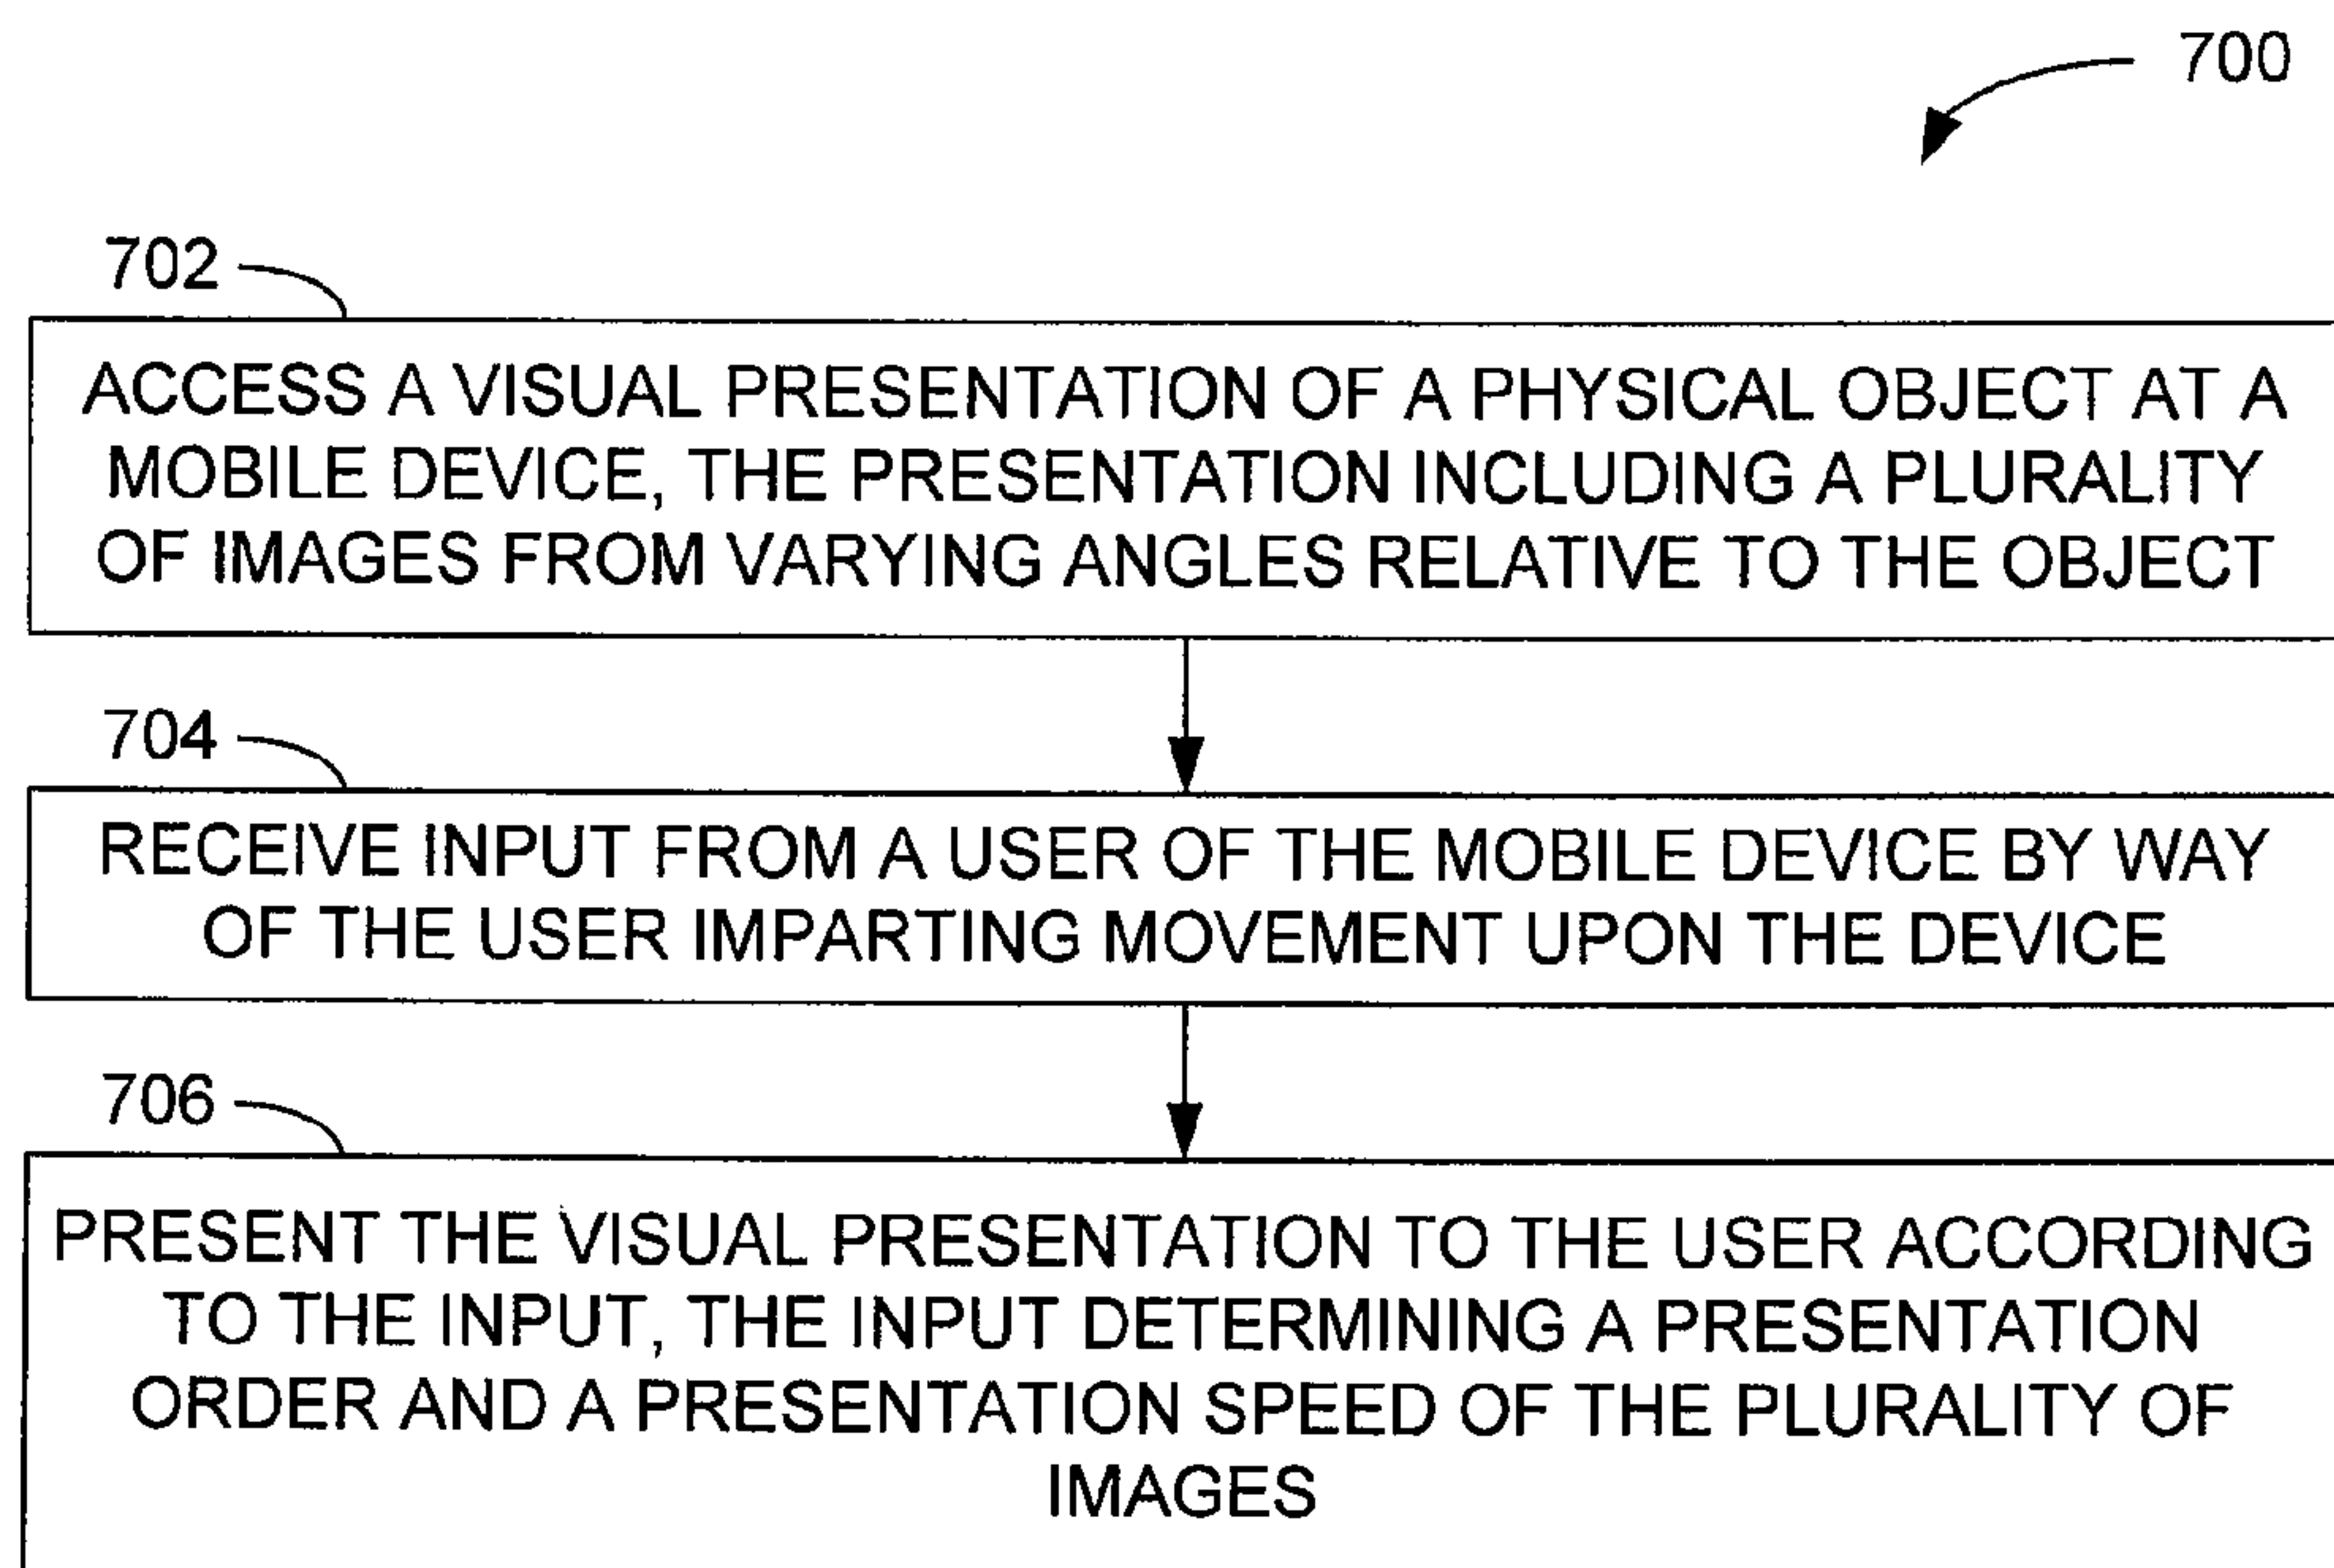 700
702
ACCESS A VISUAL PRESENTATION OF A PHYSICAL OBJECT AT A
MOBILE DEVICE, THE PRESENTATION INCLUDING A PLURALITY
OF IMAGES FROM VARYING ANGLES RELATIVE TO THE OBJECT
704
RECEIVE INPUT FROM A USER OF THE MOBILE DEVICE BY WAY
OF THE USER IMPARTING MOVEMENT UPON THE DEVICE
706
PRESENT THE VISUAL PRESENTATION TO THE USER ACCORDING
TO THE INPUT, THE INPUT DETERMINING A PRESENTATION
ORDER AND A PRESENTATION SPEED OF THE PLURALITY OF
IMAGES